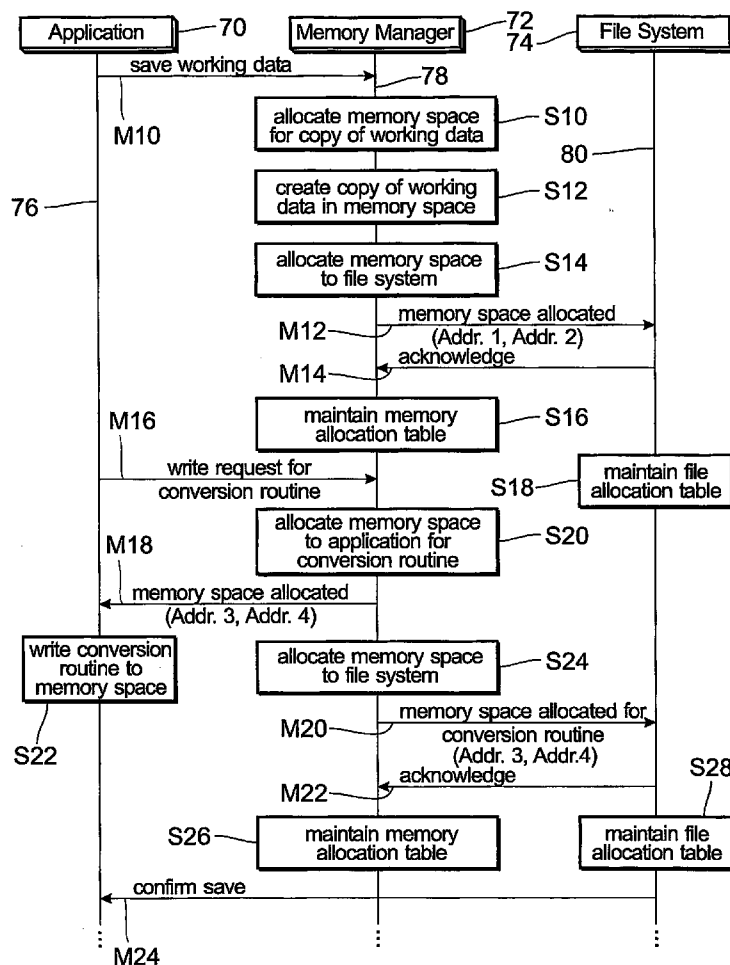 Application
70
Memory Manager
72
74
File System
save working data
78
M10
allocate memory space
for copy of working data
S10
80
76
create copy of working
data in memory space
S12
allocate memory space
to file system
S14
M12
memory space allocated
(Addr. 1, Addr. 2)
M14
acknowledge
M16
maintain memory
allocation table
S16
write request for
conversion routine
S18
maintain file
allocation table
M18
allocate memory space
to application for
conversion routine
S20
memory space allocated
(Addr. 3, Addr. 4)
write conversion
routine to
memory space
S22
allocate memory space
to file system
S24
M20
memory space allocated for
conversion routine
(Addr. 3, Addr.4)
M22
acknowledge
S28
S26
maintain memory
allocation table
maintain file
allocation table
confirm save
M24